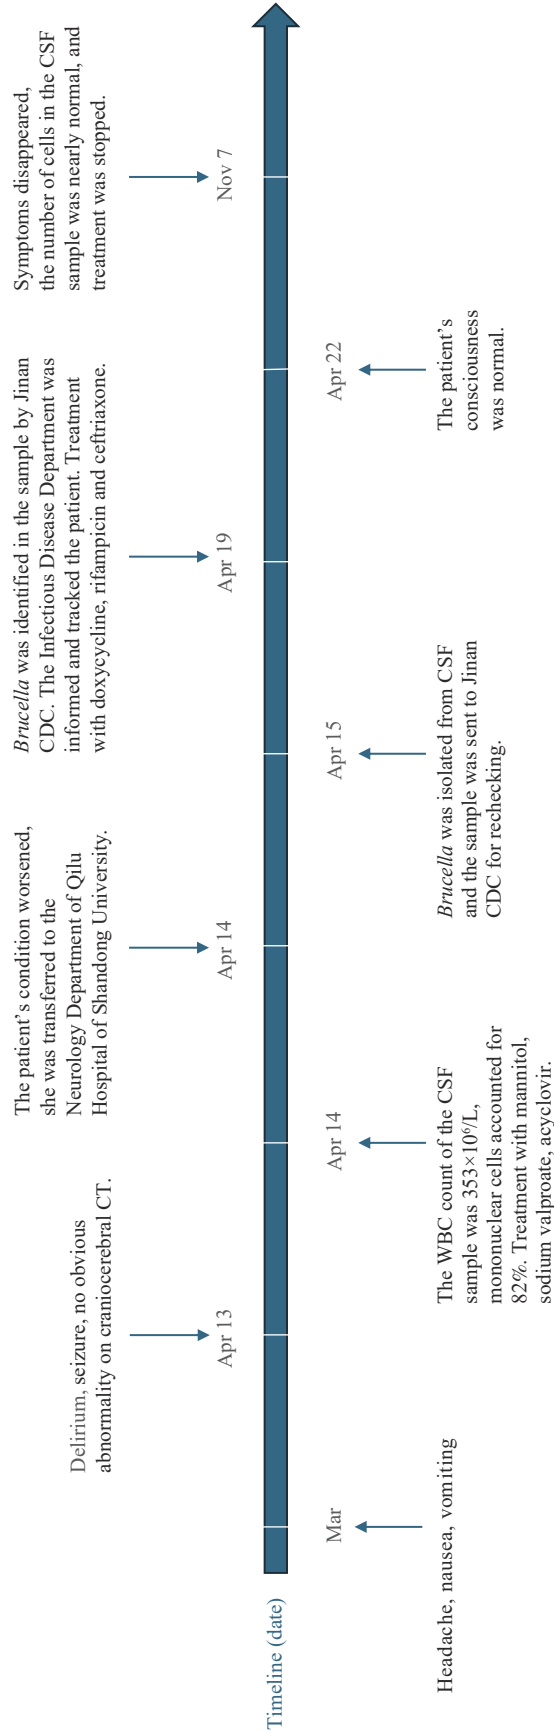 Timeline (date)
Mar
Headache, nausea, vomiting
Delirium, seizure, no obvious
abnormality on craniocerebral CT.
Apr 13
Apr 14
The WBC count of the CSF
sample was 353×10⁶/L,
mononuclear cells accounted for
82%. Treatment with mannitol,
sodium valproate, acyclovir.
The patient’s condition worsened,
she was transferred to the
Neurology Department of Qilu
Hospital of Shandong University.
Apr 14
Apr 15
Brucella was isolated from CSF
and the sample was sent to Jinan
CDC for rechecking.
Brucella was identified in the sample by Jinan
CDC. The Infectious Disease Department was
informed and tracked the patient. Treatment
with doxycycline, rifampicin and ceftriaxone.
Apr 19
Apr 22
The patient’s
consciousness
was normal.
Symptoms disappeared,
the number of cells in the CSF
sample was nearly normal, and
treatment was stopped.
Nov 7